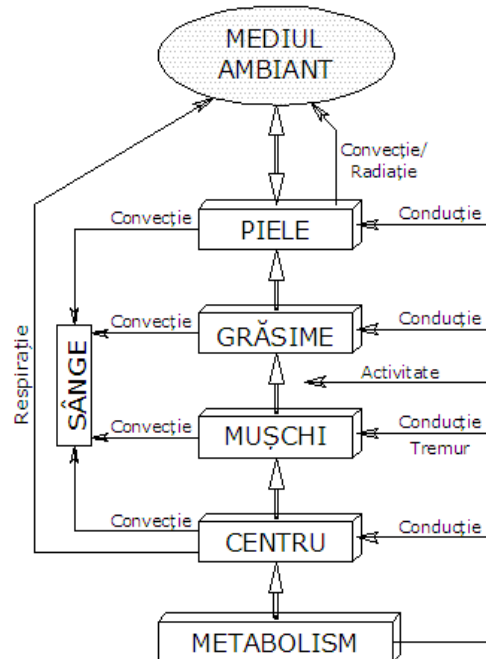 MEDIUL
AMBIANT
Convecție/
Radiație
Convecție
Conducție
PIELE
Convecție
Conducție
GRĂSIME
Respirație
SÂNGE
Activitate
Convecție
Conducție
MUȘCHI
Tremur
Convecție
Conducție
CENTRU
METABOLISM